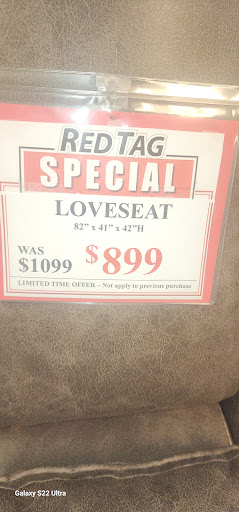 RED TAG
SPECIAL
LOVESEAT
82" x 41" x 42"H
WAS
$1099 $899
LIMITED TIME OFFER – Not apply to previous purchase
Galaxy S22 Ultra